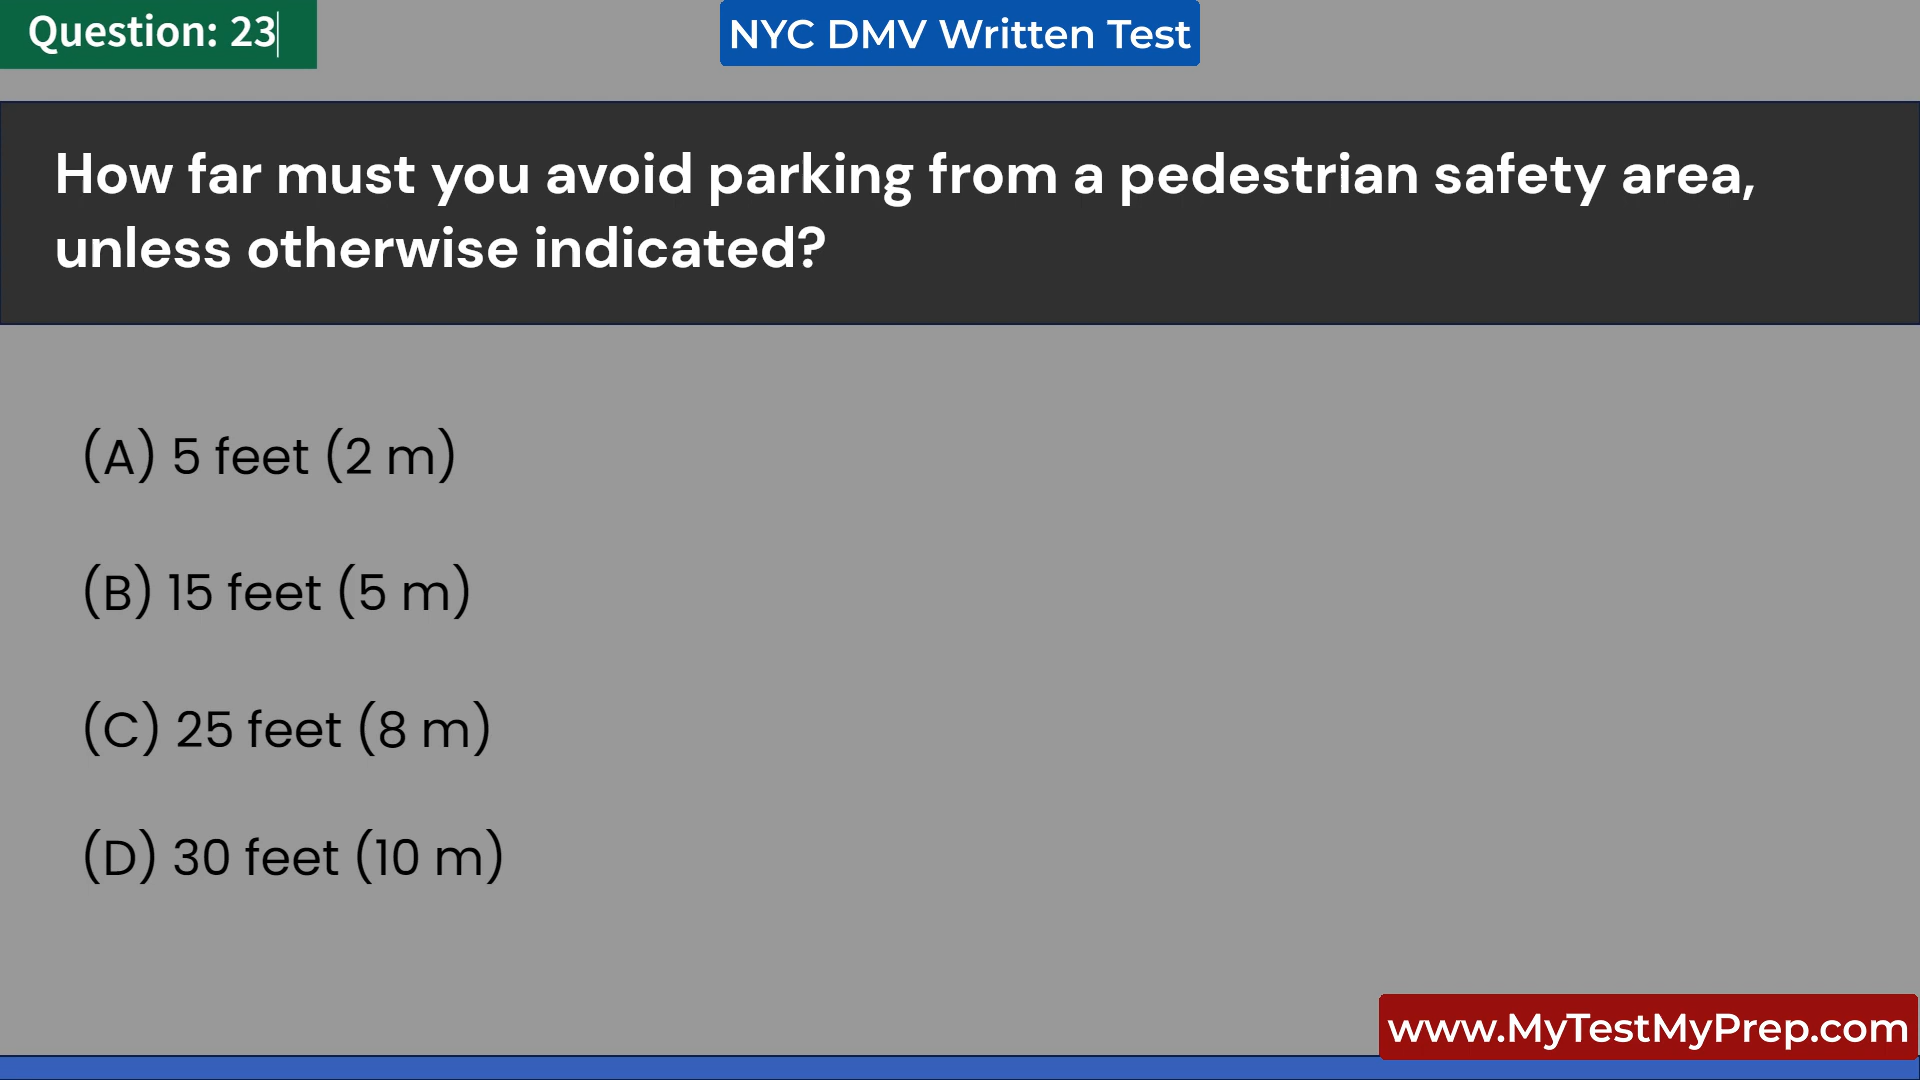 Question: 23
NYC DMV Written Test
How far must you avoid parking from a pedestrian safety area,
unless otherwise indicated?
(A) 5 feet (2 m)
(B) 15 feet (5 m)
(C) 25 feet (8 m)
(D) 30 feet (10 m)
www.MyTestMyPrep.com